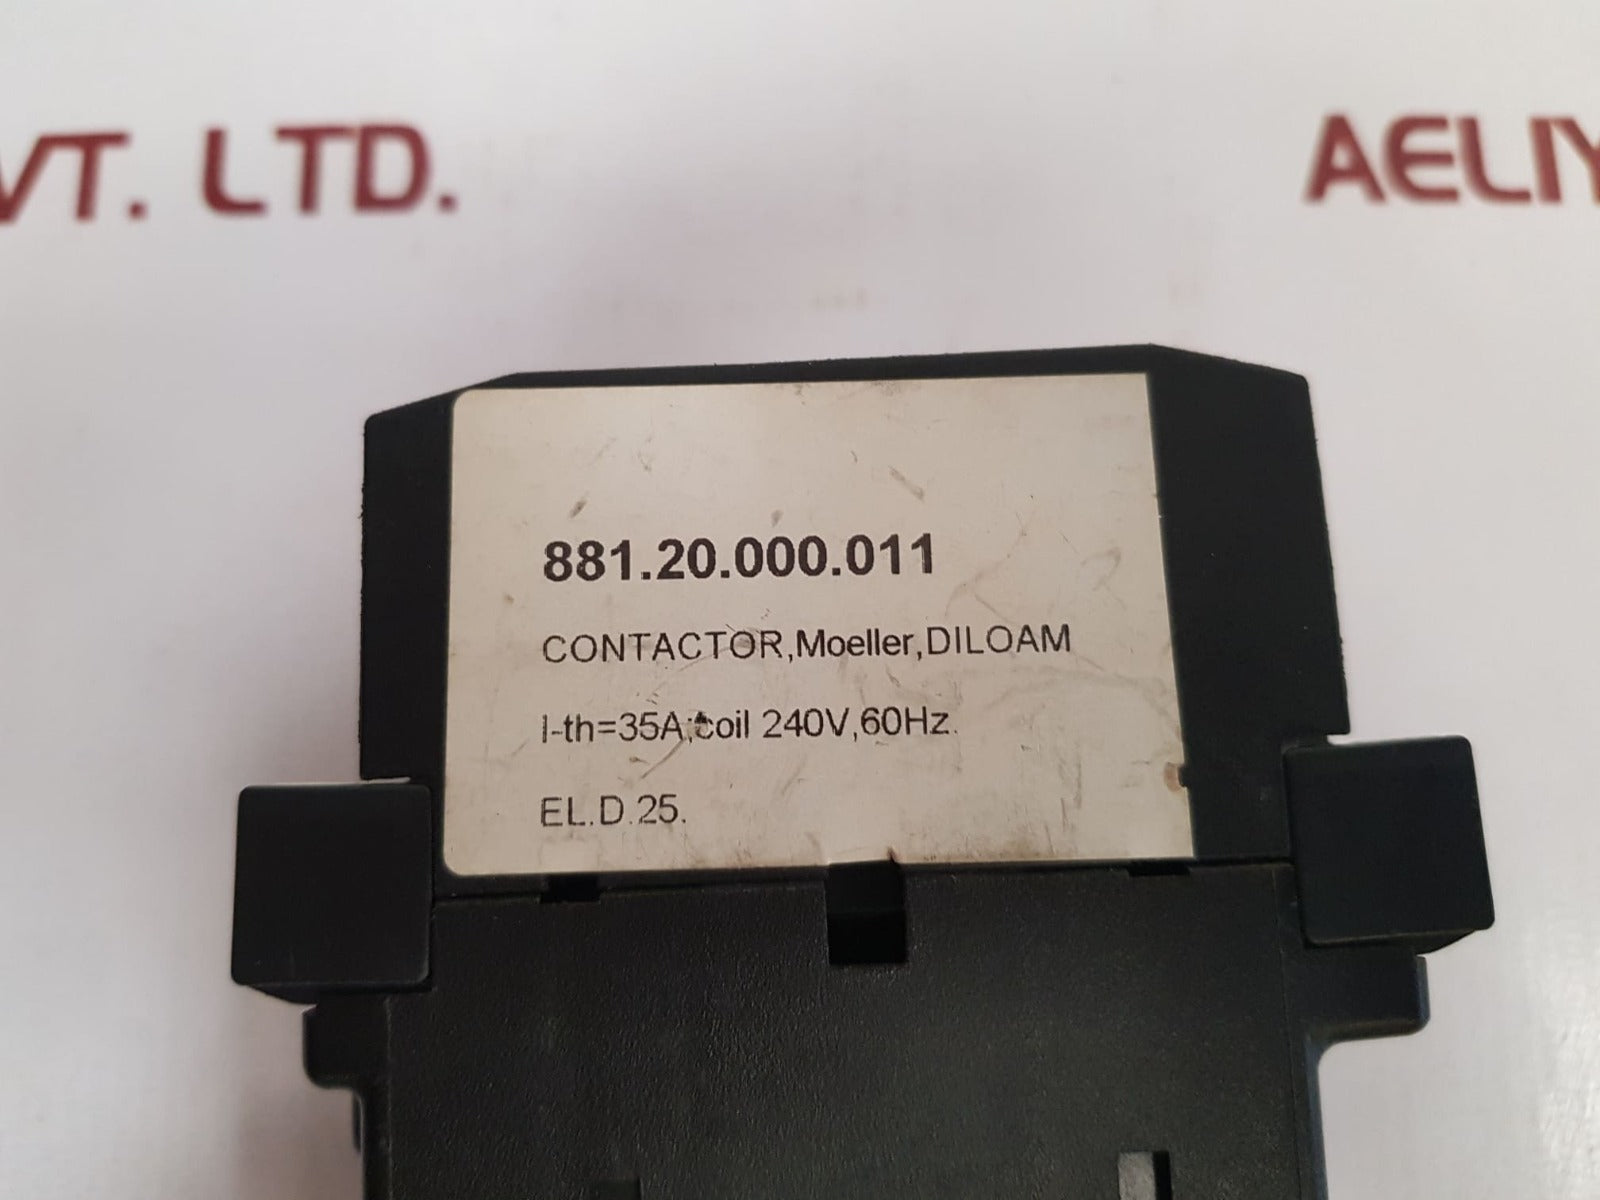 VT. LTD. AELIY
881.20.000.011
CONTACTOR,Moeller,DILOAM
I-th=35A;coil 240V,60Hz.
EL.D.25.